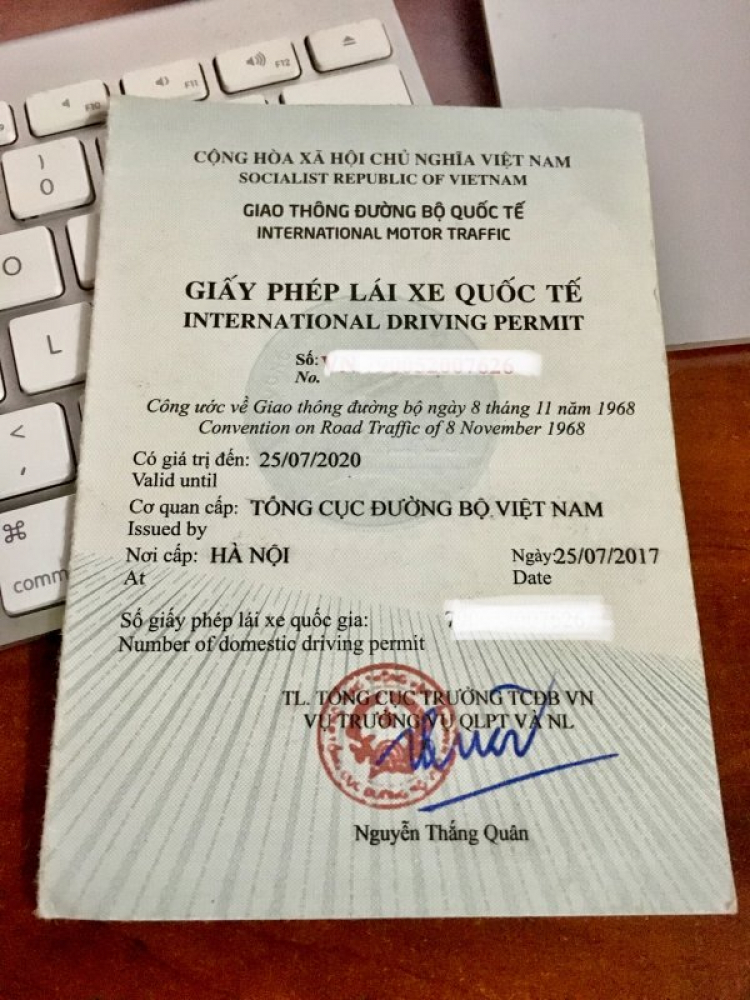 F10
F11
F12
)
0
O
L
<
,
⌘
comm
CỘNG HÒA XÃ HỘI CHỦ NGHĨA VIỆT NAM
SOCIALIST REPUBLIC OF VIETNAM
GIAO THÔNG ĐƯỜNG BỘ QUỐC TẾ
INTERNATIONAL MOTOR TRAFFIC
GIẤY PHÉP LÁI XE QUỐC TẾ
INTERNATIONAL DRIVING PERMIT
Số:
No.
Công ước về Giao thông đường bộ ngày 8 tháng 11 năm 1968
Convention on Road Traffic of 8 November 1968
Có giá trị đến: 25/07/2020
Valid until
Cơ quan cấp: TỔNG CỤC ĐƯỜNG BỘ VIỆT NAM
Issued by
Nơi cấp: HÀ NỘI Ngày:25/07/2017
At Date
Số giấy phép lái xe quốc gia:
Number of domestic driving permit
TL. TỔNG CỤC TRƯỞNG TCĐB VN
VỤ TRƯỞNG VỤ QLPT VÀ NL
Nguyễn Thắng Quân